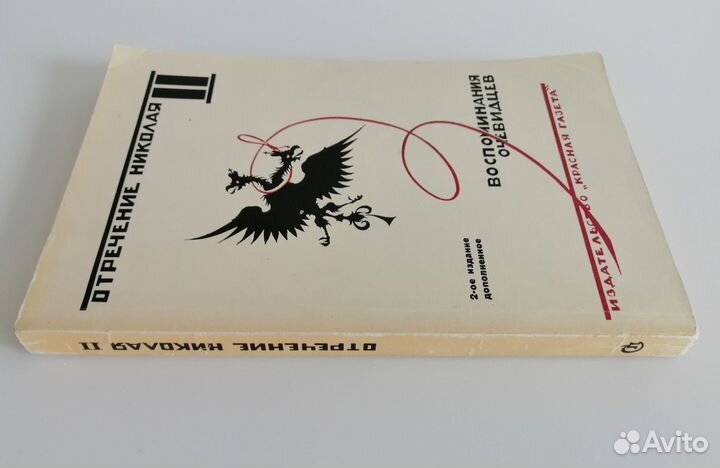 ОТРЕЧЕНИЕ НИКОЛАЯ
II
ВОСПОМИНАНИЯ
ОЧЕВИДЦЕВ
2-ое издание
дополненное
ИЗДАТЕЛЬСТВО „КРАСНАЯ ГАЗЕТА"
ОТРЕЧЕНИЕ НИКОЛАЯ II
Avito